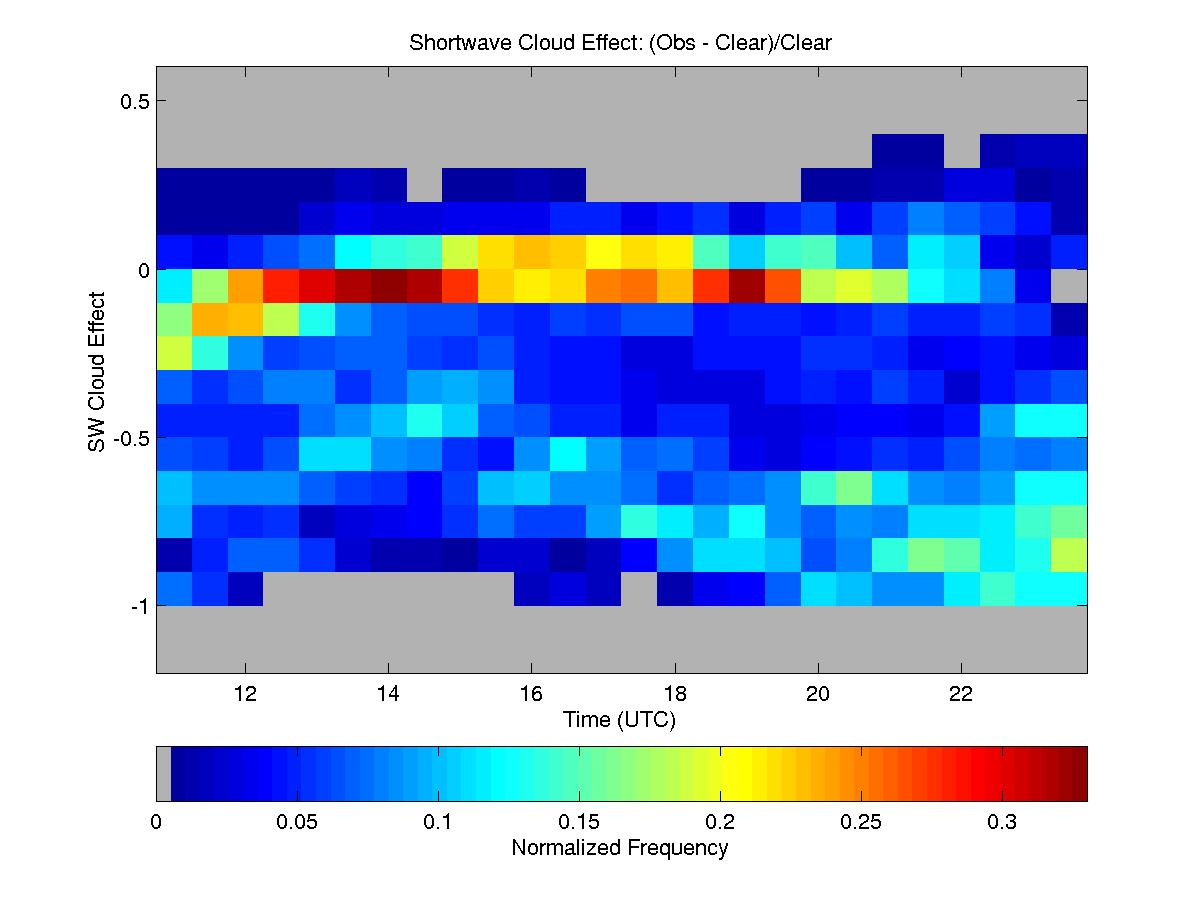 Shortwave Cloud Effect: (Obs - Clear)/Clear
0.5
0
-0.5
-1
SW Cloud Effect
12 14 16 18 20 22
Time (UTC)
0 0.05 0.1 0.15 0.2 0.25 0.3
Normalized Frequency